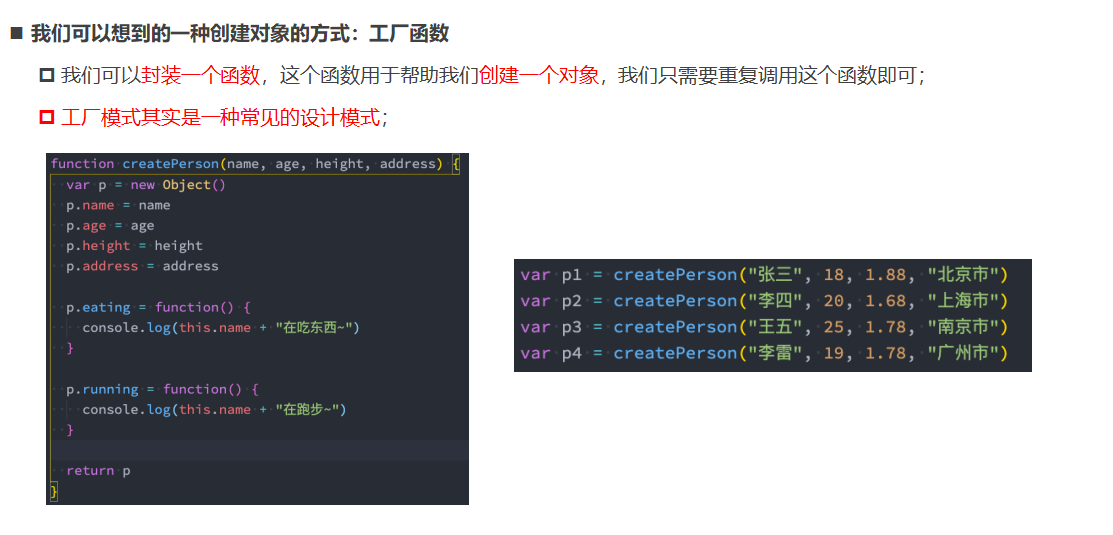 我们可以想到的一种创建对象的方式：工厂函数
我们可以封装一个函数，这个函数用于帮助我们创建一个对象，我们只需要重复调用这个函数即可；
工厂模式其实是一种常见的设计模式；
function createPerson(name, age, height, address) {
  var p = new Object()
  p.name = name
  p.age = age
  p.height = height
  p.address = address
  p.eating = function() {
    console.log(this.name + "在吃东西~")
  }
  p.running = function() {
    console.log(this.name + "在跑步~")
  }
  return p
}
var p1 = createPerson("张三", 18, 1.88, "北京市")
var p2 = createPerson("李四", 20, 1.68, "上海市")
var p3 = createPerson("王五", 25, 1.78, "南京市")
var p4 = createPerson("李雷", 19, 1.78, "广州市")